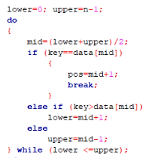 lower=0; upper=n-1;
do
{
mid=(lower+upper)/2;
if (key==data[mid])
{
pos=mid+1;
break;
}
else if (key>data[mid])
lower=mid+1;
else
upper=mid-1;
} while (lower <=upper);